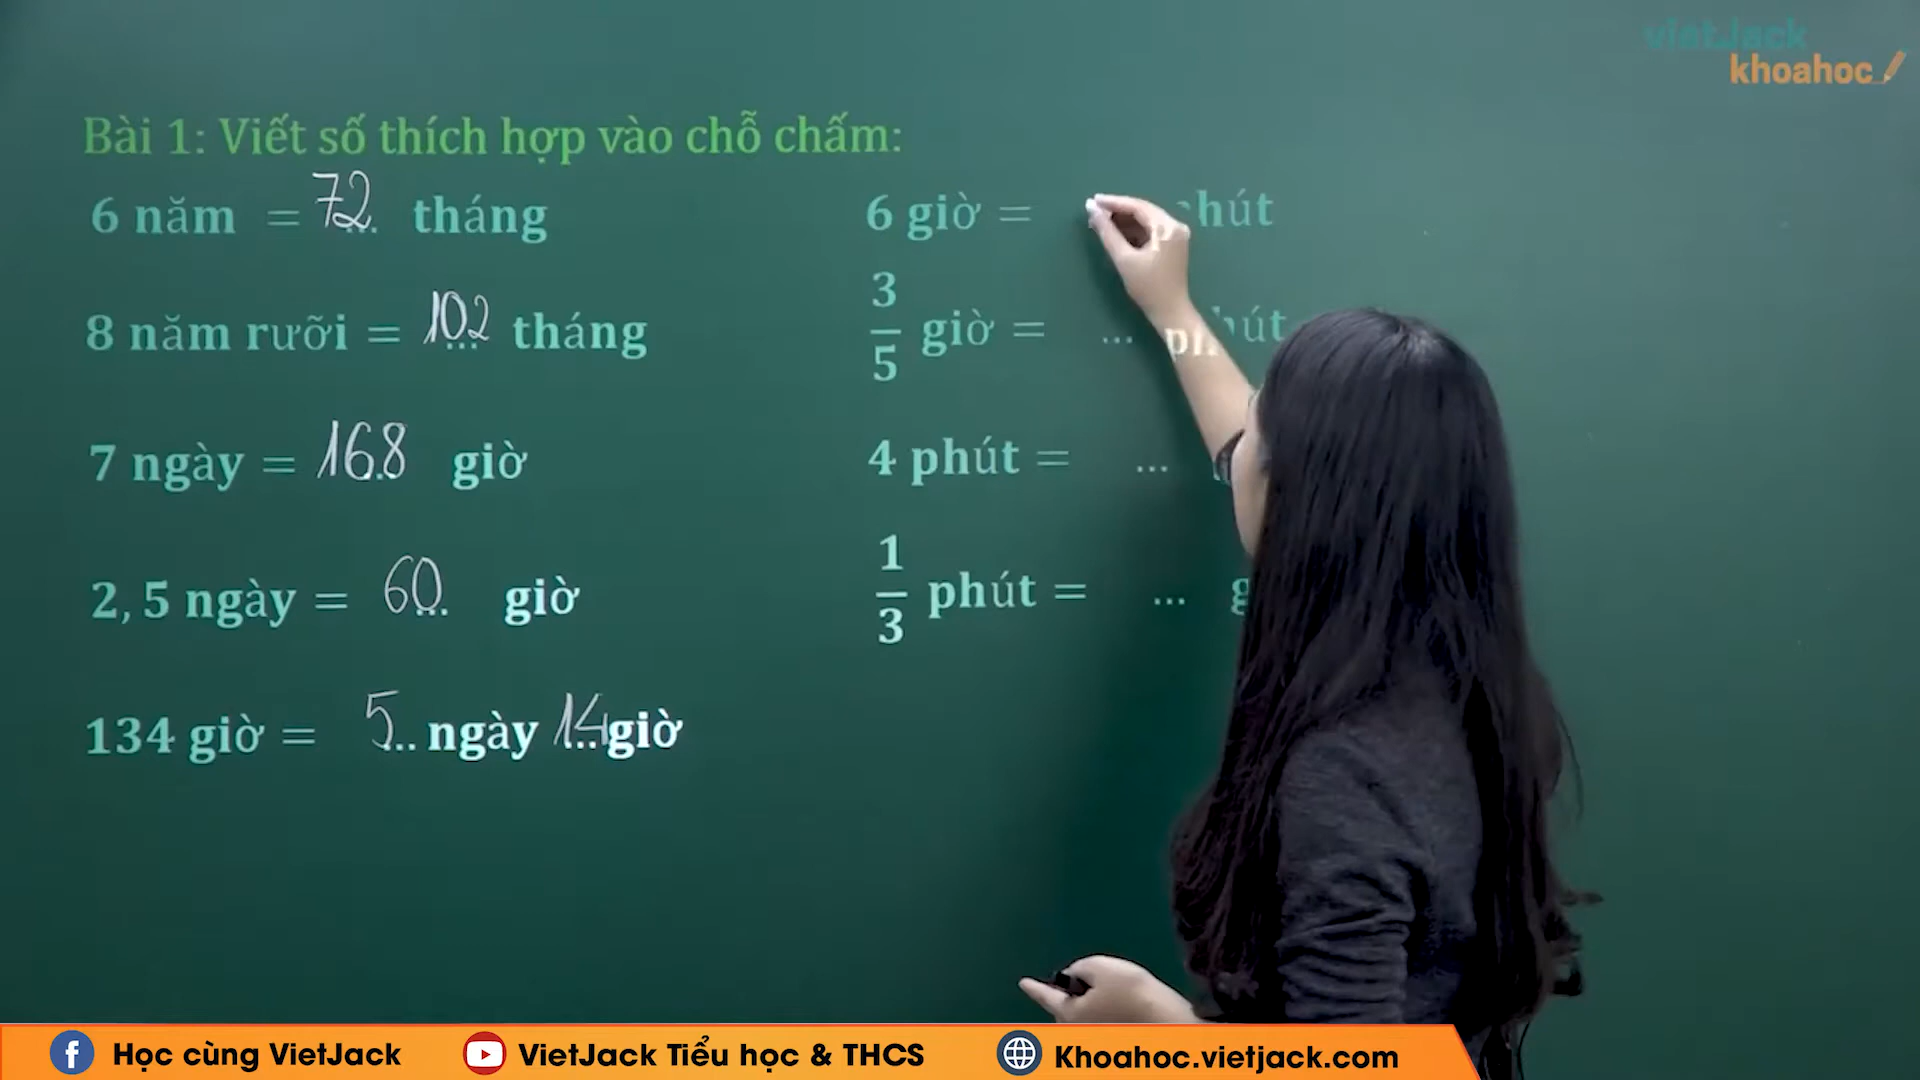 vietJack
khoahoc
Bài 1: Viết số thích hợp vào chỗ chấm:
6 năm = 72 ... tháng
8 năm rưỡi = 102 ... tháng
7 ngày = 168 ... giờ
2, 5 ngày = 60 ... giờ
134 giờ = 5 ... ngày 14 ... giờ
6 giờ = phút
3/5 giờ = ... phút
4 phút = ...
1/3 phút = ... g
Học cùng VietJack
VietJack Tiểu học & THCS
Khoahoc.vietjack.com